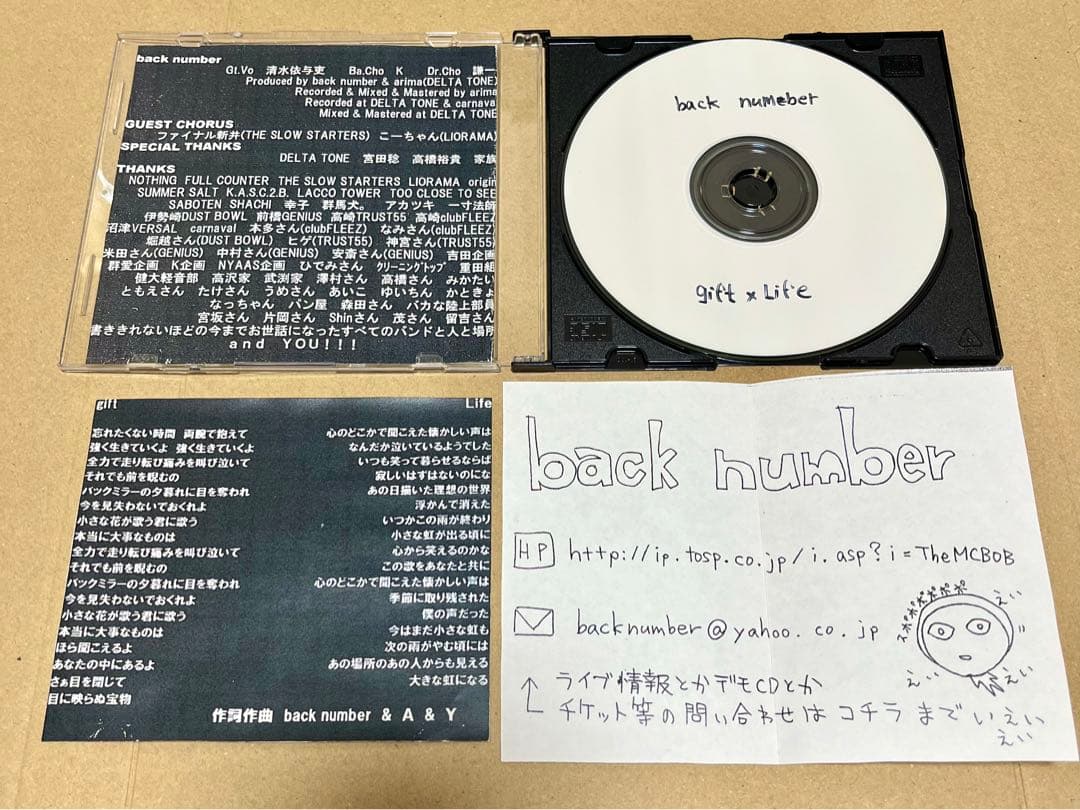 back number
Gt.Vo 清水依与吏 Ba.Cho K Dr.Cho 謙一
Produced by back number & arima(DELTA TONE)
Recorded & Mixed & Mastered by arima
Recorded at DELTA TONE & carnava
Mixed & Mastered at DELTA TONE
GUEST CHORUS
ファイナル新井(THE SLOW STARTERS) こーちゃん(LIORAMA)
SPECIAL THANKS
DELTA TONE 宮田聡 高橋裕貴 家族
THANKS
NOTHING FULL COUNTER THE SLOW STARTERS LIORAMA origin
SUMMER SALT K.A.S.C.2.B. LACCO TOWER TOO CLOSE TO SEE
SABOTEN SHACHI 幸子 群馬犬。 アカツキ 一寸法師
伊勢崎DUST BOWL 前橋GENIUS 高崎TRUST55 高崎clubFLEEZ
沼津VERSAL carnaval 本多さん(clubFLEEZ) なみさん(clubFLEEZ)
堀越さん(DUST BOWL) ヒゲ(TRUST55) 神宮さん(TRUST55)
米田さん(GENIUS) 中村さん(GENIUS) 安斎さん(GENIUS) 吉田企画
群愛企画 K企画 NYAAS企画 ひでみさん クリーニングトップ 重田組
健大軽音部 高沢家 武渕家 澤村さん 高橋さん みかたい
ともえさん たけさん うめさん あいこ ゆいちん かときょ
なっちゃん パン屋 森田さん バカな陸上部員
宮坂さん 片岡さん Shinさん 茂さん 留吉さん
書ききれないほどの今までお世話になったすべてのバンドと人と場所
and YOU!!!
back numeber
gift × Life
gift
忘れたくない時間 両腕で抱えて
強く生きていくよ 強く生きていくよ
全力で走り転び痛みを叫び泣いて
それでも前を睨むの
バックミラーの夕暮れに目を奪われ
今を見失わないでおくれよ
小さな花が歌う君に歌う
本当に大事なものは
全力で走り転び痛みを叫び泣いて
それでも前を睨むの
バックミラーの夕暮れに目を奪われ
今を見失わないでおくれよ
小さな花が歌う君に歌う
本当に大事なものは
ほら聞こえるよ
あなたの中にあるよ
さぁ目を閉じて
目に映らぬ宝物
Life
心のどこかで聞こえた懐かしい声は
なんだか泣いているようでした
いつも笑って暮らせるならば
寂しいはずはないのにな
あの日描いた理想の世界
浮かんで消えた
いつかこの雨が終わり
小さな虹が出る頃に
心から笑えるのかな
この歌をあなたと共に
心のどこかで聞こえた懐かしい声は
季節に取り残された
僕の声だった
今はまだ小さな虹も
次の雨がやむ頃には
あの場所のあの人からも見える
大きな虹になる
作詞作曲 back number & A & Y
back number
HP http://ip.tosp.co.jp/i.asp?i=TheMCBOB
backnumber@yahoo.co.jp
ライブ情報とかデモCDとか
チケット等の問い合わせは コチラ まで いぇい
えぃ
えぃ
えぃ
えぃ